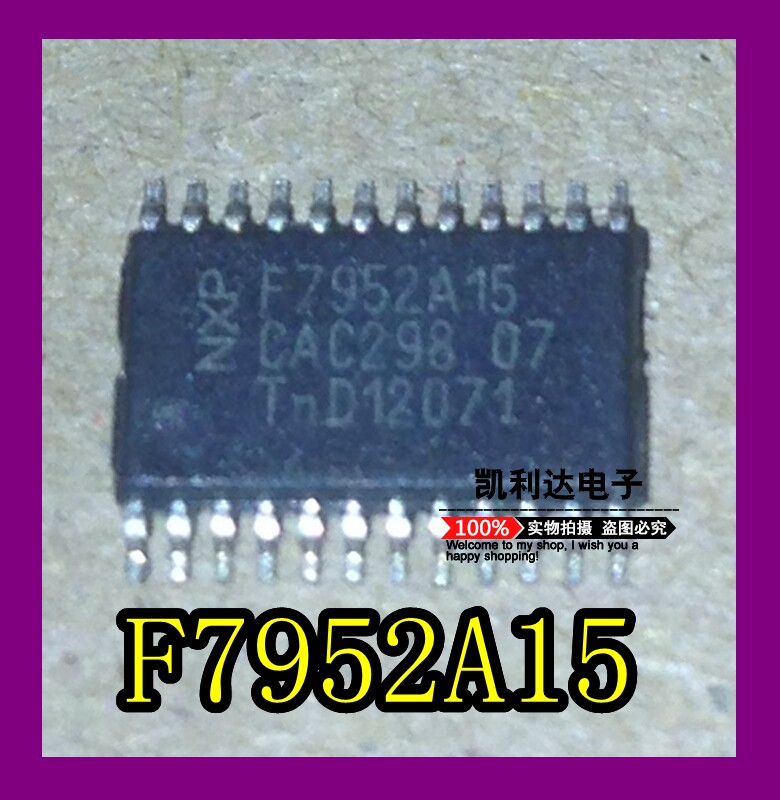 NXP
F7952A15
CAC298 07
TnD12071
凯利达电子
100% 实物拍摄 盗图必究
Welcome to my shop, I wish you a
happy shopping!
F7952A15